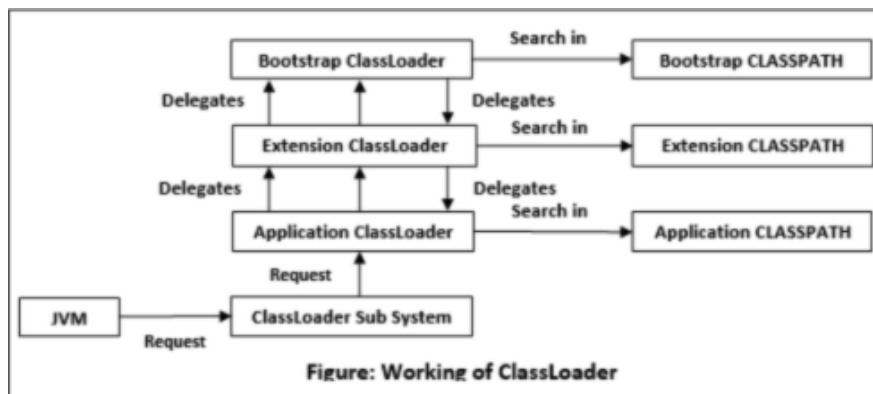 Search in
Bootstrap ClassLoader
Bootstrap CLASSPATH
Delegates
Delegates
Search in
Extension ClassLoader
Extension CLASSPATH
Delegates
Delegates
Search in
Application ClassLoader
Application CLASSPATH
Request
JVM
ClassLoader Sub System
Request
Figure: Working of ClassLoader